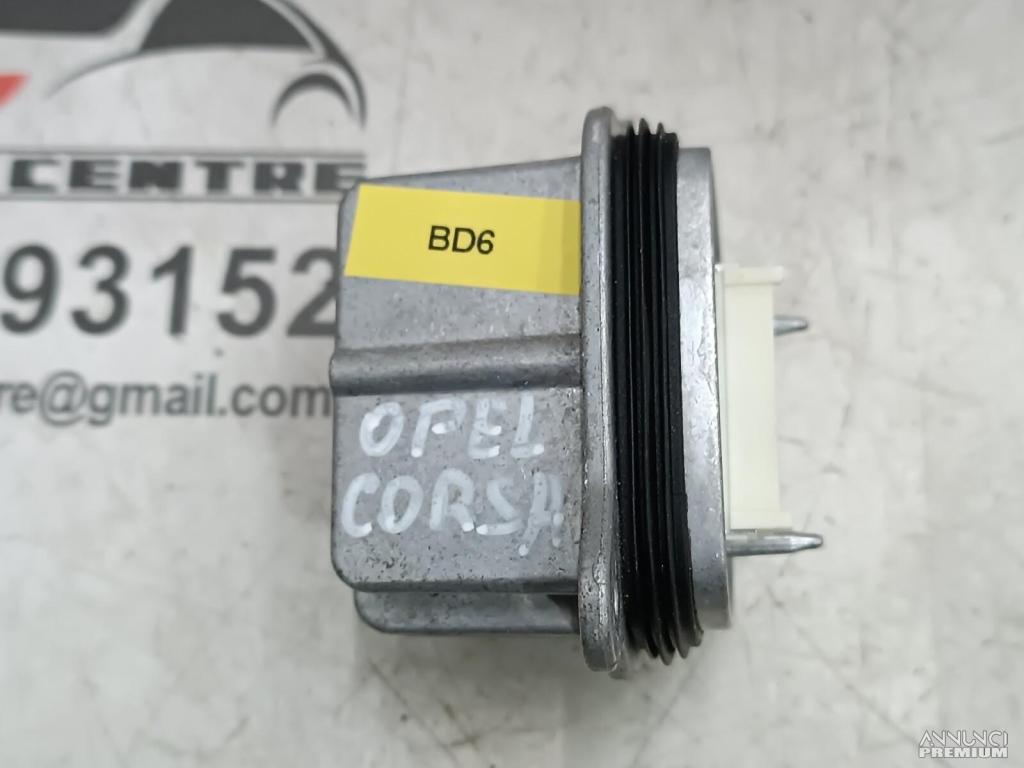 CENTRE
BD6
93152
re@gmail.com
OPEL
CORSA
ANNUNCI
PREMIUM